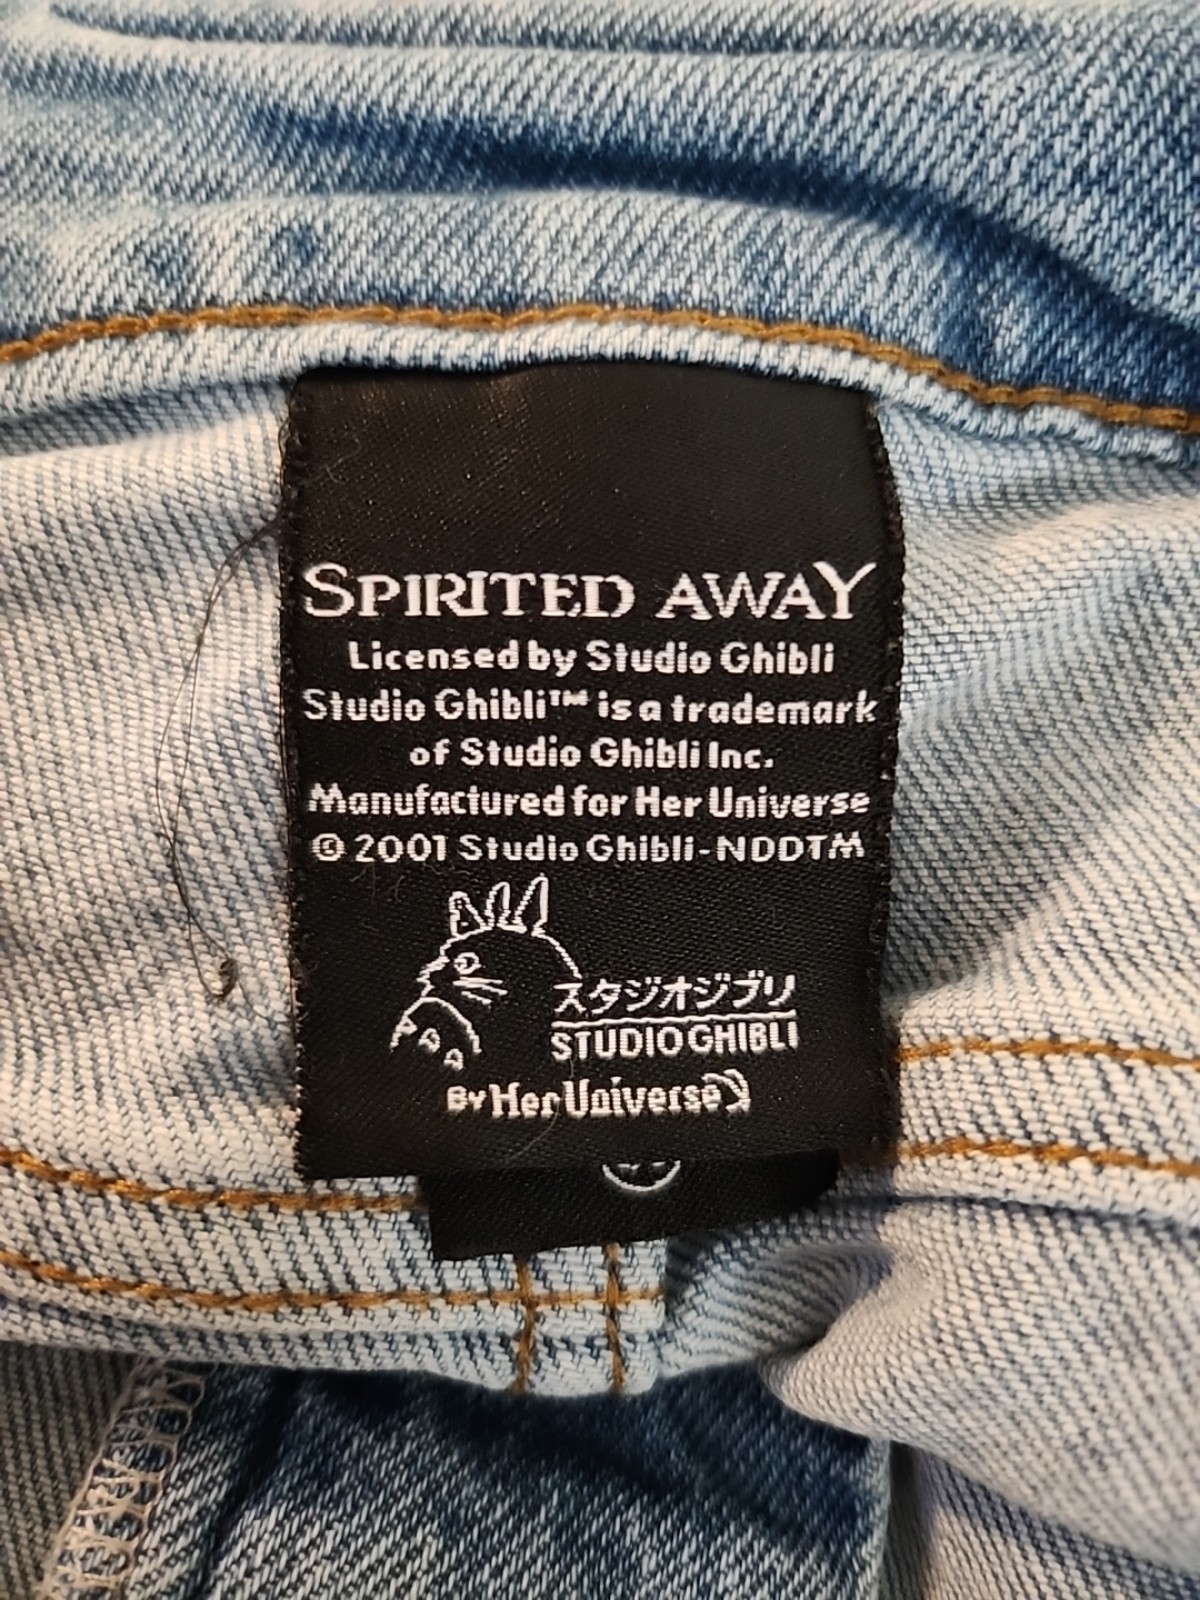 SPIRITED AWAY
Licensed by Studio Ghibli
Studio Ghibli™ is a trademark
of Studio Ghibli Inc.
Manufactured for Her Universe
© 2001 Studio Ghibli-NDDTM
スタジオジブリ
STUDIO GHIBLI
BY Her Universe